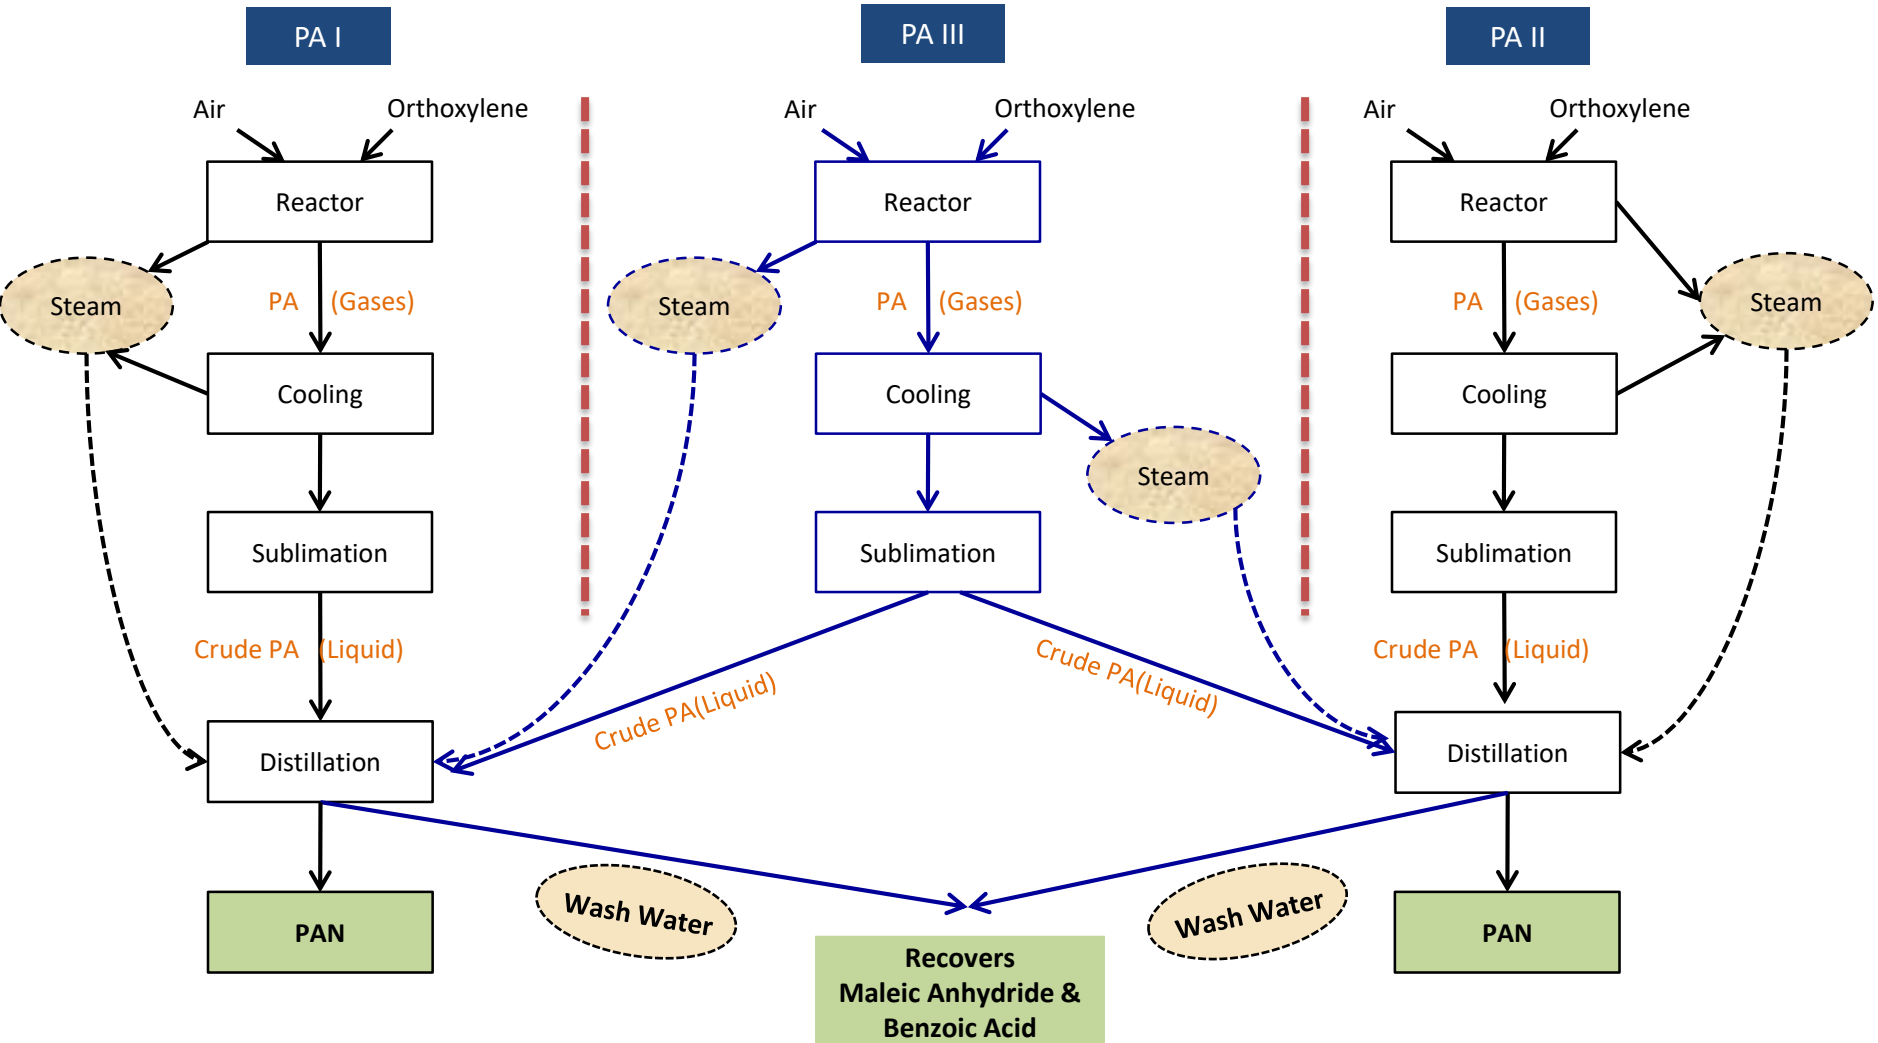 PA I
PA III
PA II
Air
Orthoxylene
Air
Orthoxylene
Air
Orthoxylene
Reactor
Reactor
Reactor
Steam
PA (Gases)
Steam
PA (Gases)
PA (Gases)
Steam
Cooling
Cooling
Cooling
Steam
Sublimation
Sublimation
Sublimation
Crude PA (Liquid)
Crude PA(Liquid)
Crude PA(Liquid)
Crude PA (Liquid)
Distillation
Distillation
Wash Water
Wash Water
PAN
PAN
Recovers
Maleic Anhydride &
Benzoic Acid